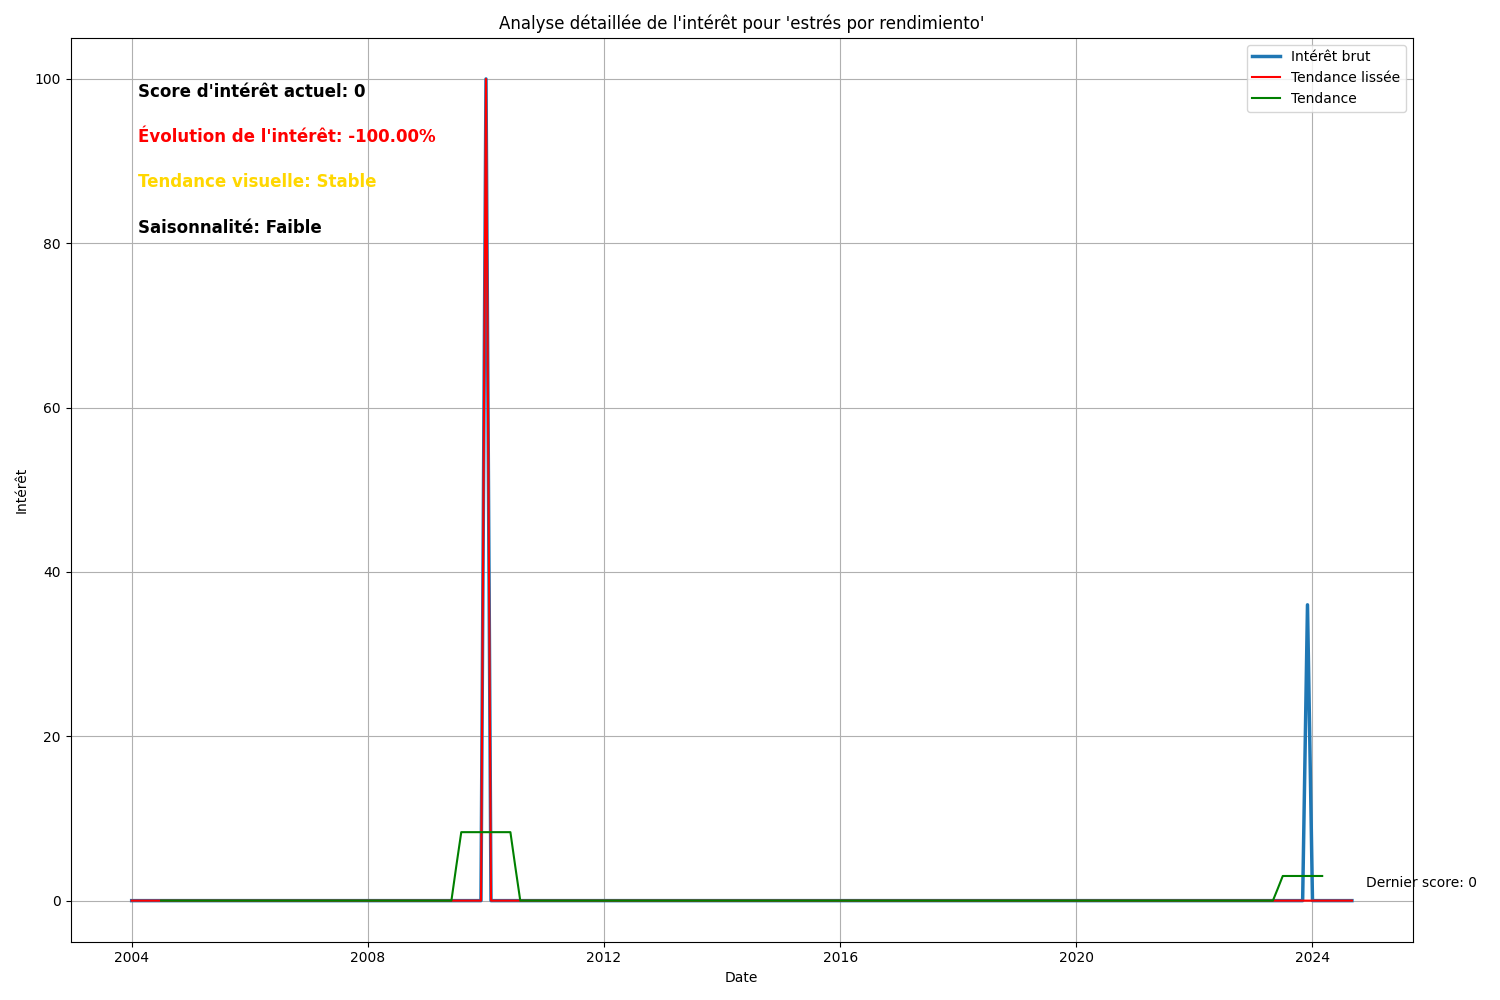 Analyse détaillée de l'intérêt pour 'estrés por rendimiento'
Intérêt brut
Tendance lissée
Tendance
Score d'intérêt actuel: 0
Évolution de l'intérêt: -100.00%
Tendance visuelle: Stable
Saisonnalité: Faible
100
80
60
40
20
0
Intérêt
Dernier score: 0
2004
2008
2012
2016
2020
2024
Date